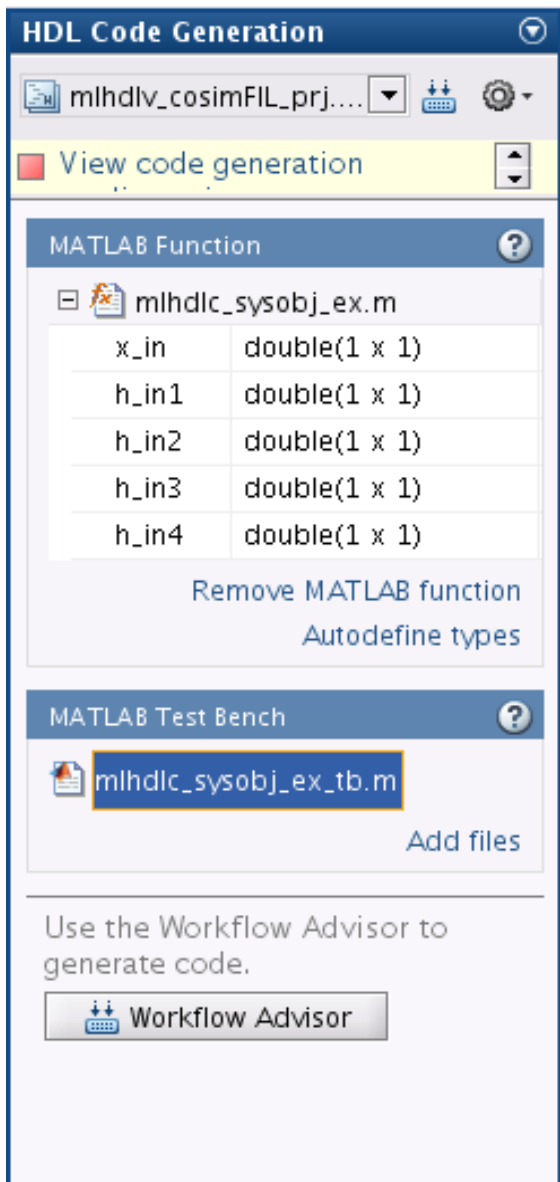 HDL Code Generation
mlhdlv_cosimFIL_prj....
View code generation
MATLAB Function
mlhdlc_sysobj_ex.m
x_in double(1 x 1)
h_in1 double(1 x 1)
h_in2 double(1 x 1)
h_in3 double(1 x 1)
h_in4 double(1 x 1)
Remove MATLAB function
Autodefine types
MATLAB Test Bench
mlhdlc_sysobj_ex_tb.m
Add files
Use the Workflow Advisor to
generate code.
Workflow Advisor